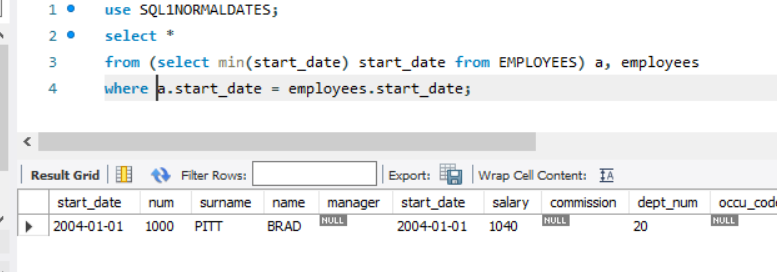 1 use SQL1NORMALDATES;
2 select *
3 from (select min(start_date) start_date from EMPLOYEES) a, employees
4 where a.start_date = employees.start_date;
Result Grid Filter Rows: Export: Wrap Cell Content:
start_date num surname name manager start_date salary commission dept_num occu_cod
2004-01-01 1000 PITT BRAD NULL 2004-01-01 1040 NULL 20 NULL